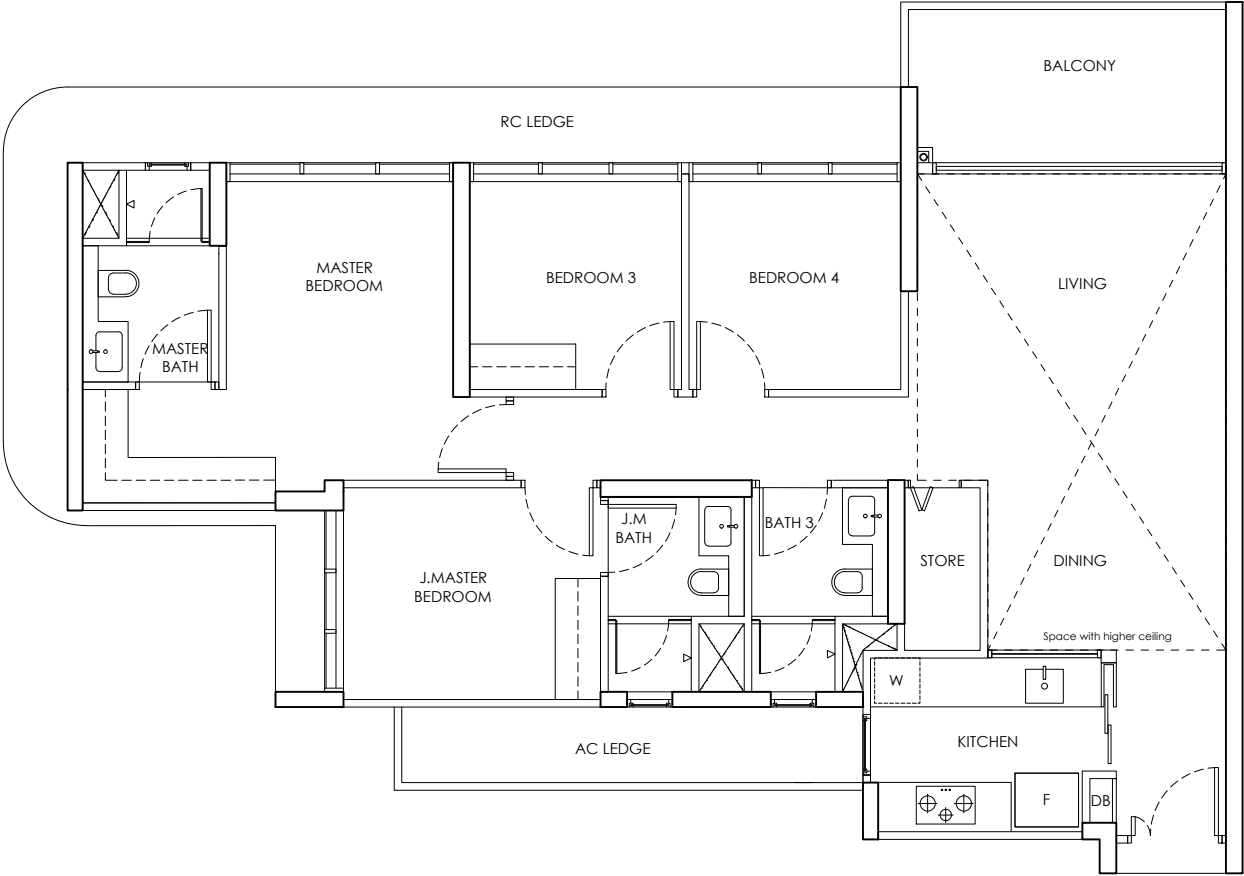 BALCONY
RC LEDGE
MASTER
BEDROOM
BEDROOM 3
BEDROOM 4
LIVING
MASTER
BATH
J.M
BATH
BATH 3
STORE
DINING
J.MASTER
BEDROOM
Space with higher ceiling
W
KITCHEN
AC LEDGE
F
DB